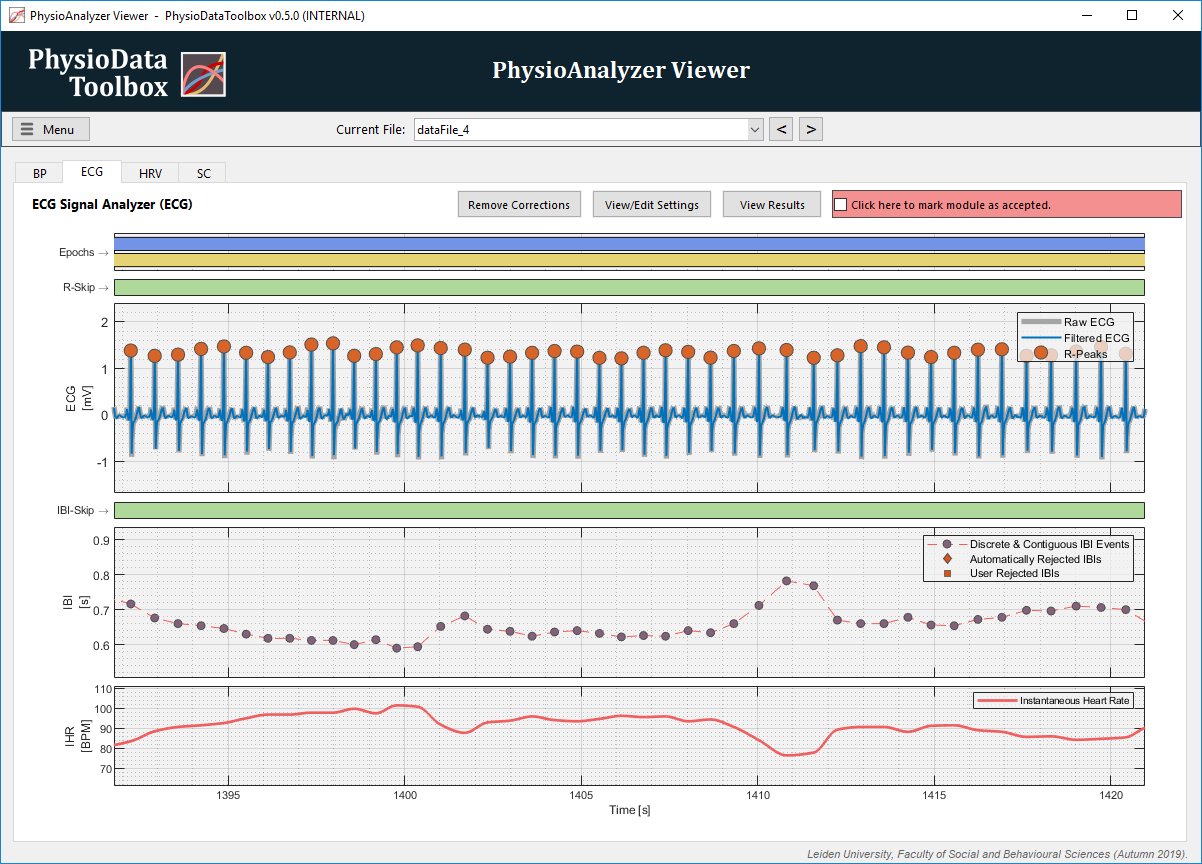 PhysioAnalyzer Viewer - PhysioDataToolbox v0.5.0 (INTERNAL)
PhysioData
Toolbox
PhysioAnalyzer Viewer
Menu
Current File:
dataFile_4
<
>
BP
ECG
HRV
SC
ECG Signal Analyzer (ECG)
Remove Corrections
View/Edit Settings
View Results
Click here to mark module as accepted.
Epochs →
R-Skip →
2
1
0
-1
ECG
[mV]
Raw ECG
Filtered ECG
R-Peaks
IBI-Skip →
0.9
0.8
0.7
0.6
IBI
[s]
Discrete & Contiguous IBI Events
Automatically Rejected IBIs
User Rejected IBIs
110
100
90
80
70
IHR
[BPM]
Instantaneous Heart Rate
1395
1400
1405
1410
1415
1420
Time [s]
Leiden University, Faculty of Social and Behavioural Sciences (Autumn 2019).